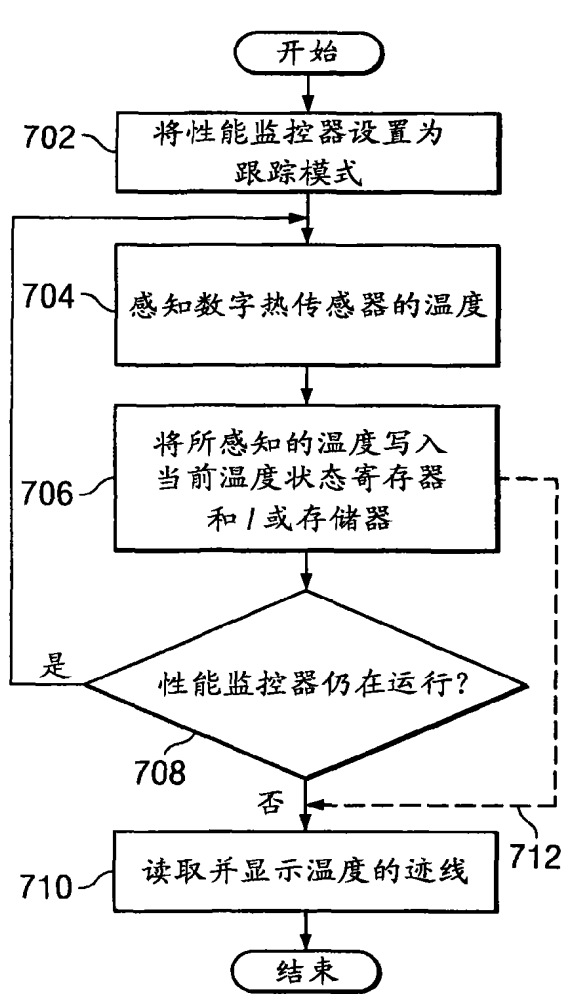 开始
702
将性能监控器设置为
跟踪模式
704
感知数字热传感器的温度
706
将所感知的温度写入
当前温度状态寄存器
和/或存储器
是
性能监控器仍在运行？
708
否
712
710
读取并显示温度的迹线
结束